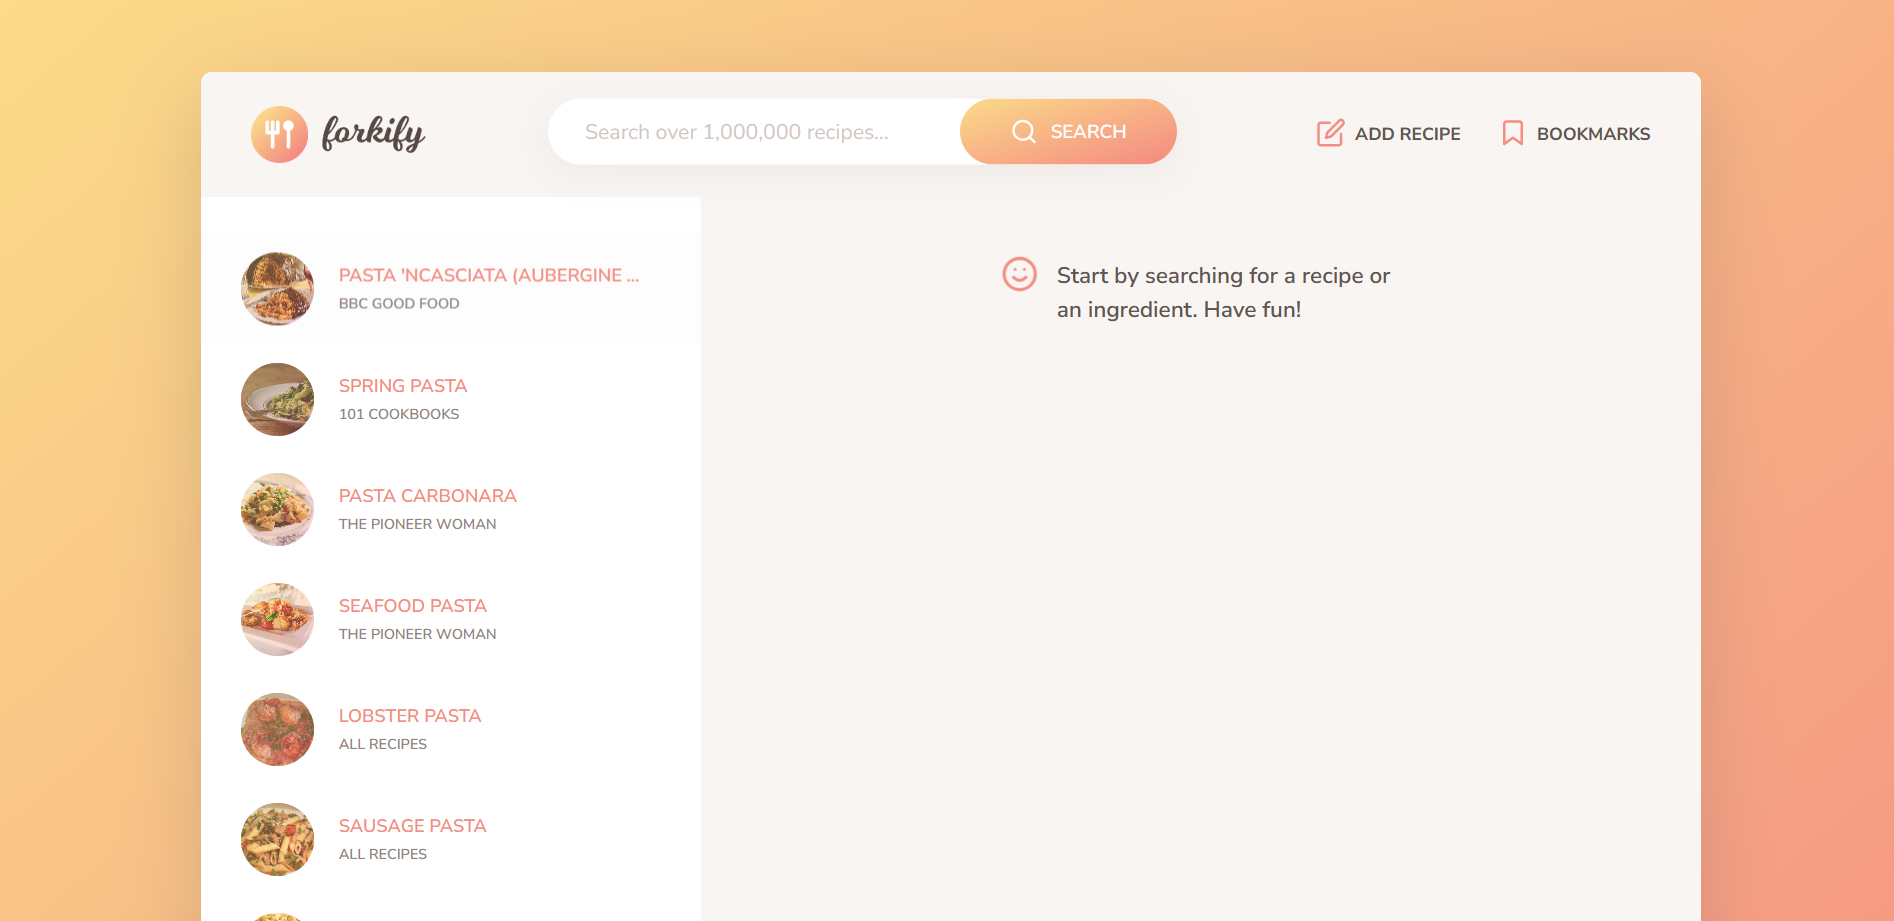 forkify
Search over 1,000,000 recipes...
SEARCH
ADD RECIPE
BOOKMARKS
PASTA 'NCASCIATA (AUBERGINE ...
BBC GOOD FOOD
SPRING PASTA
101 COOKBOOKS
PASTA CARBONARA
THE PIONEER WOMAN
SEAFOOD PASTA
THE PIONEER WOMAN
LOBSTER PASTA
ALL RECIPES
SAUSAGE PASTA
ALL RECIPES
Start by searching for a recipe or
an ingredient. Have fun!